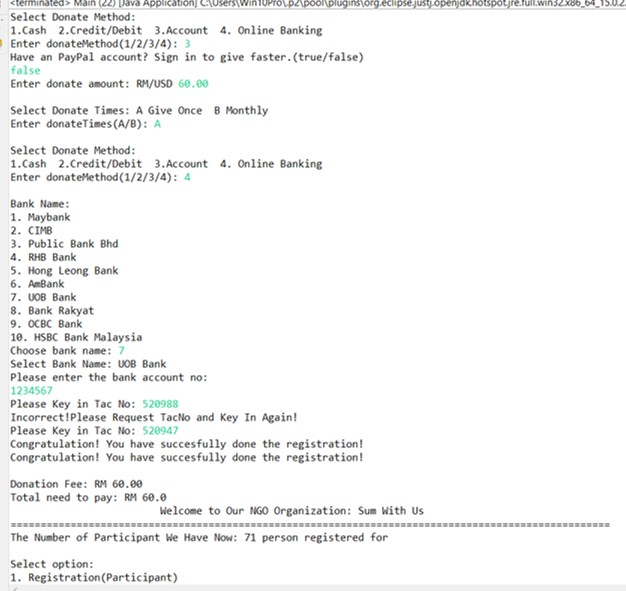 <terminated> Main (22) [Java Application] C:\Users\Win10Pro\.p2\pool\plugins\org.eclipse.justj.openjdk.hotspot.jre.full.win32.x86_64_15.0.2.
Select Donate Method:
1.Cash  2.Credit/Debit  3.Account  4. Online Banking
Enter donateMethod(1/2/3/4): 3
Have an PayPal account? Sign in to give faster.(true/false)
false
Enter donate amount: RM/USD 60.00
Select Donate Times: A Give Once  B Monthly
Enter donateTimes(A/B): A
Select Donate Method:
1.Cash  2.Credit/Debit  3.Account  4. Online Banking
Enter donateMethod(1/2/3/4): 4
Bank Name:
1. Maybank
2. CIMB
3. Public Bank Bhd
4. RHB Bank
5. Hong Leong Bank
6. AmBank
7. UOB Bank
8. Bank Rakyat
9. OCBC Bank
10. HSBC Bank Malaysia
Choose bank name: 7
Select Bank Name: UOB Bank
Please enter the bank account no:
1234567
Please Key in Tac No: 520988
Incorrect!Please Request TacNo and Key In Again!
Please Key in Tac No: 520947
Congratulation! You have succesfully done the registration!
Congratulation! You have succesfully done the registration!
Donation Fee: RM 60.00
Total need to pay: RM 60.0
Welcome to Our NGO Organization: Sum With Us
====================================================================================================
The Number of Participant We Have Now: 71 person registered for
Select option:
1. Registration(Participant)